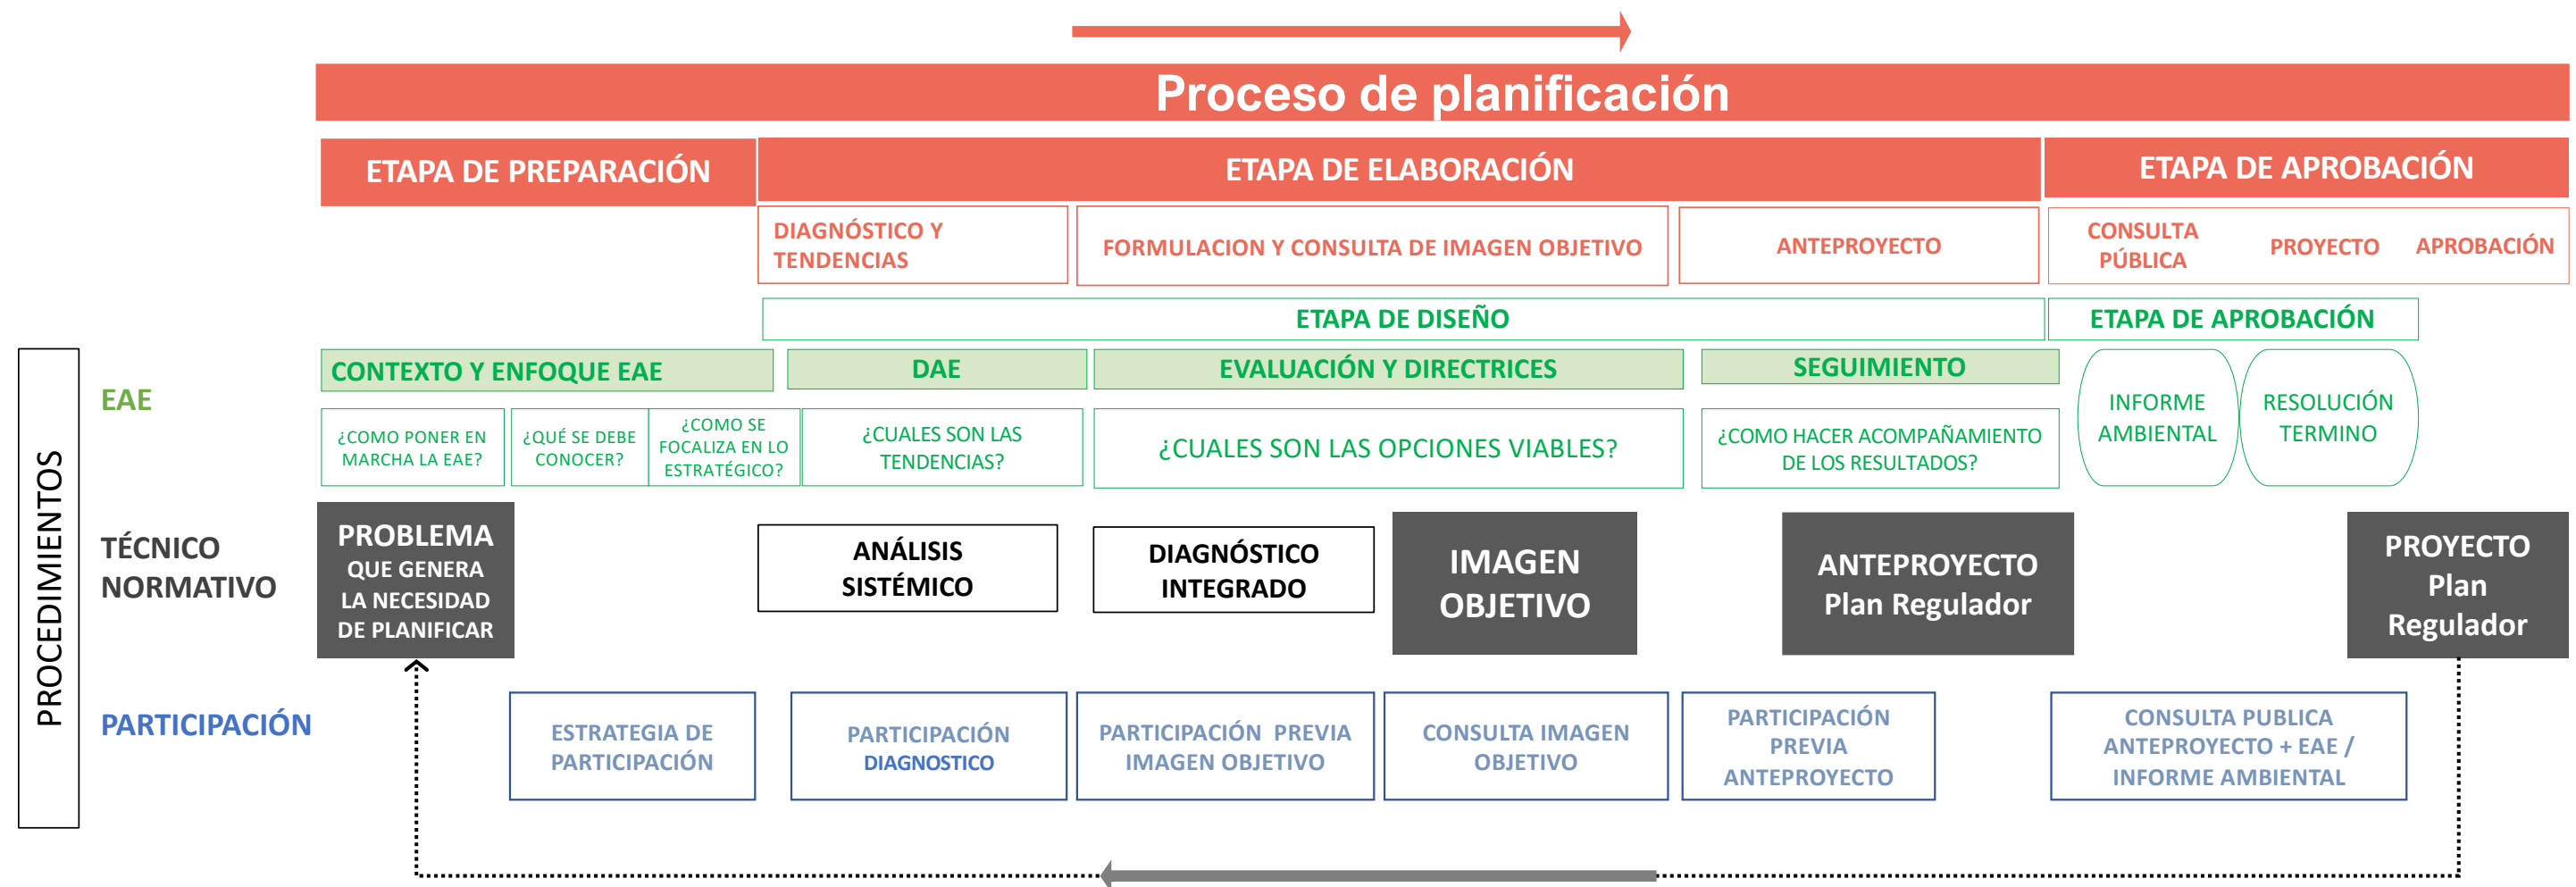 Proceso de planificación
ETAPA DE PREPARACIÓN
ETAPA DE ELABORACIÓN
ETAPA DE APROBACIÓN
DIAGNÓSTICO Y
TENDENCIAS
FORMULACION Y CONSULTA DE IMAGEN OBJETIVO
ANTEPROYECTO
CONSULTA
PÚBLICA
PROYECTO
APROBACIÓN
ETAPA DE DISEÑO
ETAPA DE APROBACIÓN
PROCEDIMIENTOS
EAE
CONTEXTO Y ENFOQUE EAE
DAE
EVALUACIÓN Y DIRECTRICES
SEGUIMIENTO
¿COMO PONER EN
MARCHA LA EAE?
¿QUÉ SE DEBE
CONOCER?
¿COMO SE
FOCALIZA EN LO
ESTRATÉGICO?
¿CUALES SON LAS
TENDENCIAS?
¿CUALES SON LAS OPCIONES VIABLES?
¿COMO HACER ACOMPAÑAMIENTO
DE LOS RESULTADOS?
INFORME
AMBIENTAL
RESOLUCIÓN
TERMINO
TÉCNICO
NORMATIVO
PROBLEMA
QUE GENERA
LA NECESIDAD
DE PLANIFICAR
ANÁLISIS
SISTÉMICO
DIAGNÓSTICO
INTEGRADO
IMAGEN
OBJETIVO
ANTEPROYECTO
Plan Regulador
PROYECTO
Plan
Regulador
PARTICIPACIÓN
ESTRATEGIA DE
PARTICIPACIÓN
PARTICIPACIÓN
DIAGNOSTICO
PARTICIPACIÓN PREVIA
IMAGEN OBJETIVO
CONSULTA IMAGEN
OBJETIVO
PARTICIPACIÓN
PREVIA
ANTEPROYECTO
CONSULTA PUBLICA
ANTEPROYECTO + EAE /
INFORME AMBIENTAL